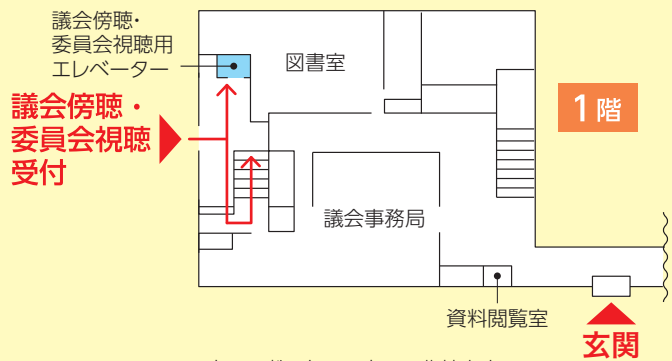 議会傍聴・
委員会視聴用
エレベーター
図書室
議会傍聴・
委員会視聴
受付
1階
議会事務局
資料閲覧室
玄関